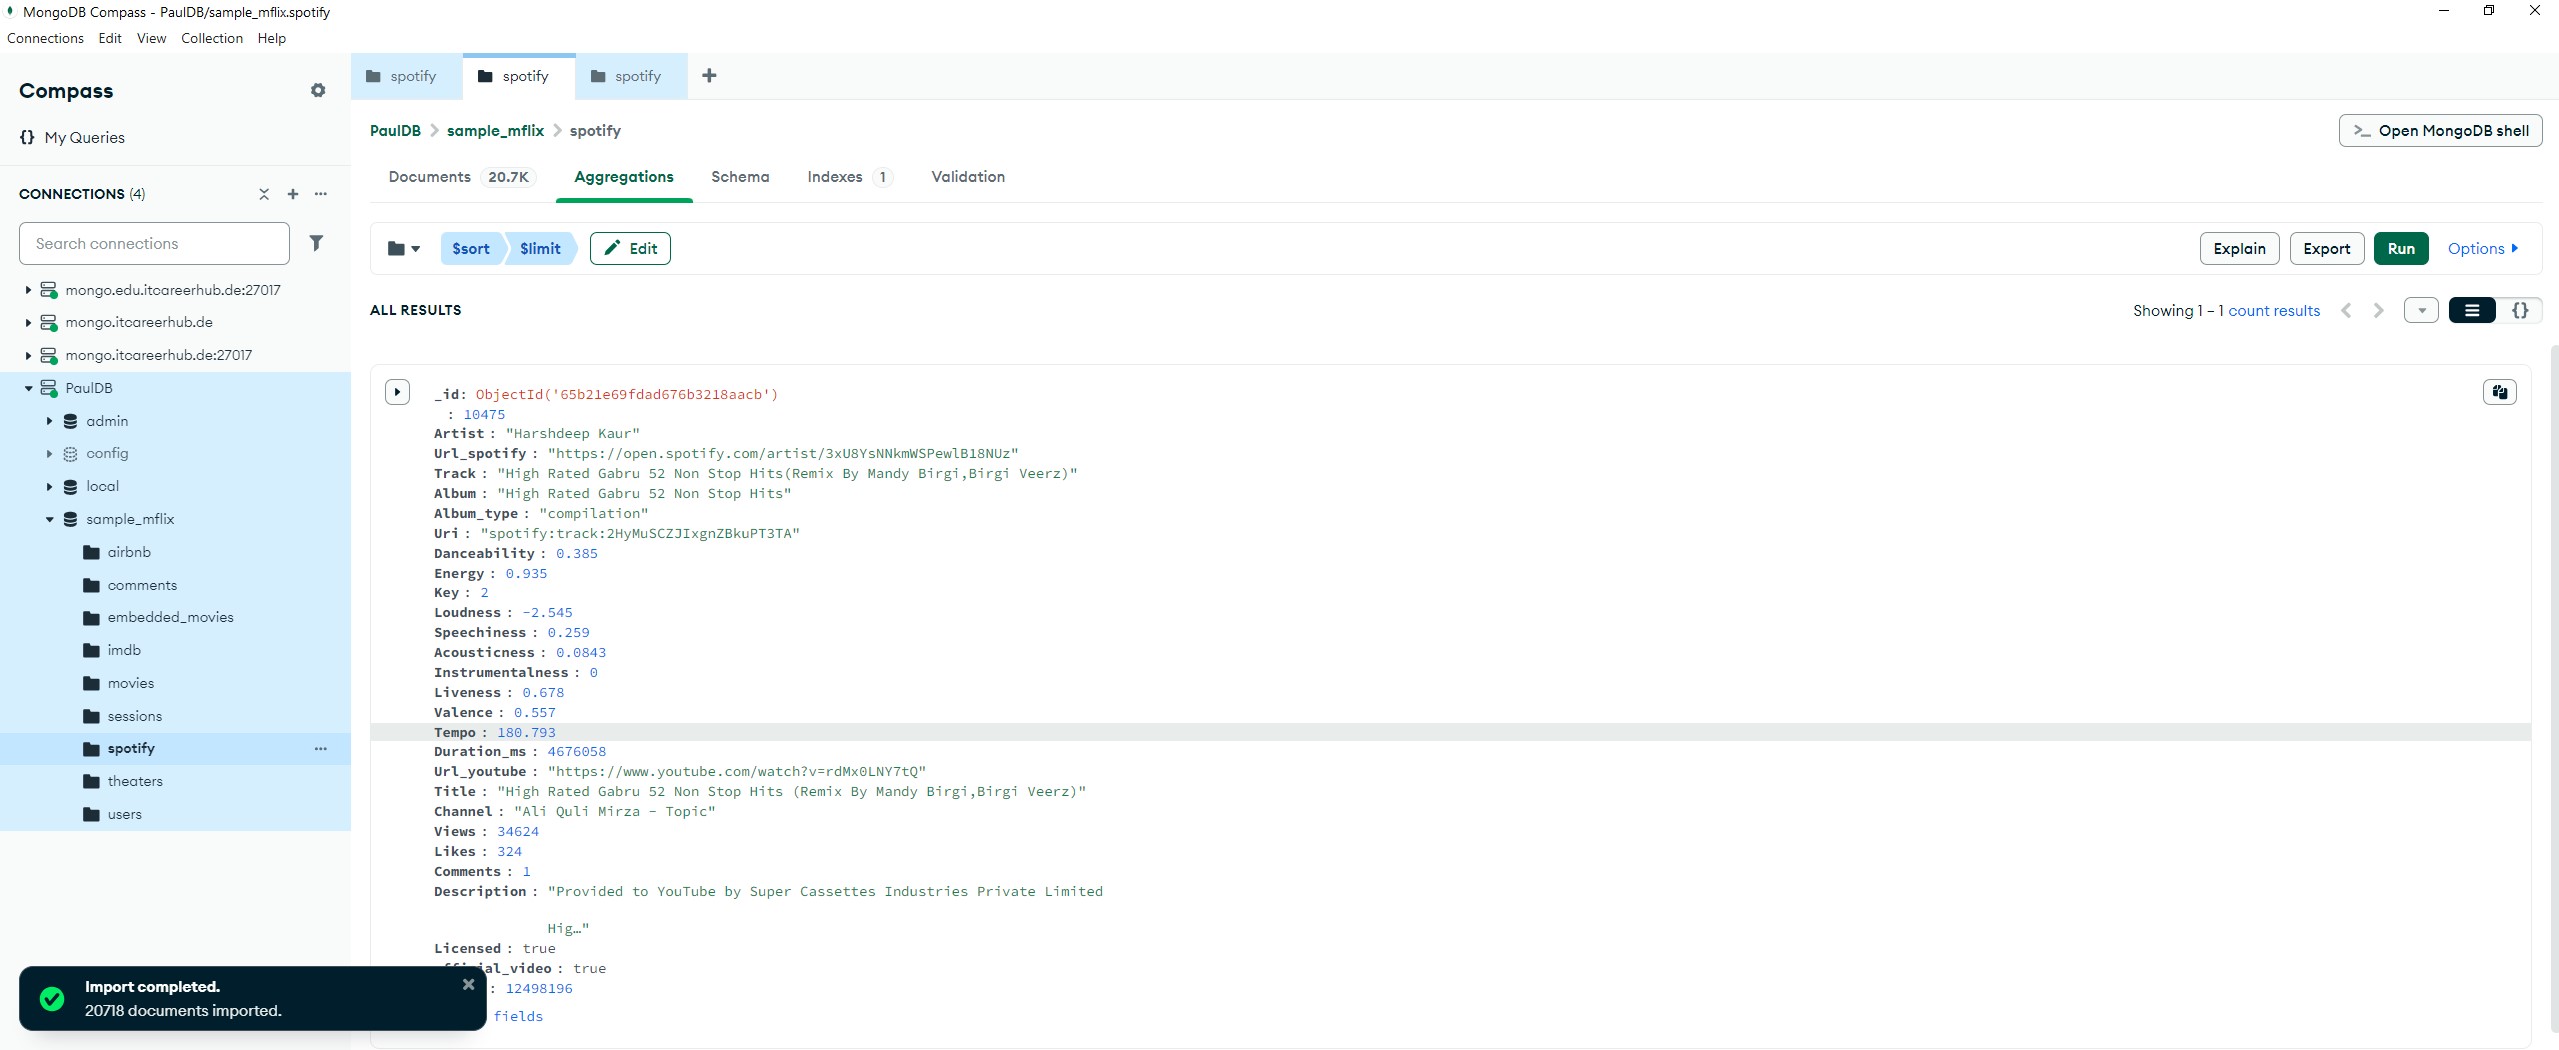 MongoDB Compass - PaulDB/sample_mflix.spotify
Connections Edit View Collection Help
Compass
{} My Queries
CONNECTIONS (4)
Search connections
mongo.edu.itcareerhub.de:27017
mongo.itcareerhub.de
mongo.itcareerhub.de:27017
PaulDB
admin
config
local
sample_mflix
airbnb
comments
embedded_movies
imdb
movies
sessions
spotify
theaters
users
spotify spotify spotify
PaulDB > sample_mflix > spotify
>_ Open MongoDB shell
Documents 20.7K Aggregations Schema Indexes 1 Validation
$sort $limit Edit
Explain Export Run Options
ALL RESULTS
Showing 1 – 1 count results
{}
_id: ObjectId('65b21e69fdad676b3218aacb')
: 10475
Artist : "Harshdeep Kaur"
Url_spotify : "https://open.spotify.com/artist/3xU8YsNNkmWSPewlB18NUz"
Track : "High Rated Gabru 52 Non Stop Hits(Remix By Mandy Birgi,Birgi Veerz)"
Album : "High Rated Gabru 52 Non Stop Hits"
Album_type : "compilation"
Uri : "spotify:track:2HyMuSCZJIxgnZBkuPT3TA"
Danceability : 0.385
Energy : 0.935
Key : 2
Loudness : -2.545
Speechiness : 0.259
Acousticness : 0.0843
Instrumentalness : 0
Liveness : 0.678
Valence : 0.557
Tempo : 180.793
Duration_ms : 4676058
Url_youtube : "https://www.youtube.com/watch?v=rdMx0LNY7tQ"
Title : "High Rated Gabru 52 Non Stop Hits (Remix By Mandy Birgi,Birgi Veerz)"
Channel : "Ali Quli Mirza - Topic"
Views : 34624
Likes : 324
Comments : 1
Description : "Provided to YouTube by Super Cassettes Industries Private Limited
Hig…"
Licensed : true
official_video : true
: 12498196
fields
Import completed.
20718 documents imported.